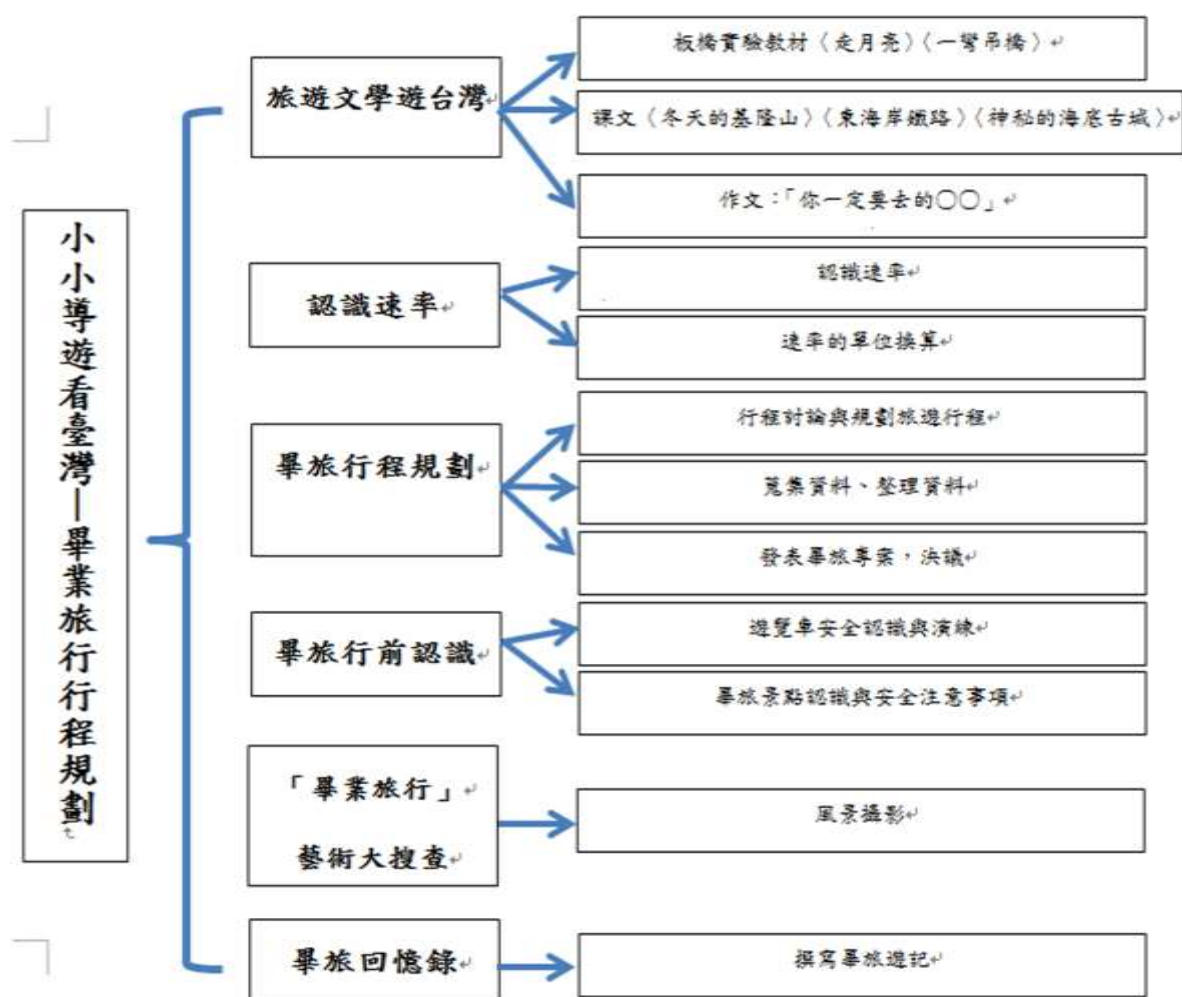 小小導遊看臺灣—畢業旅行行程規劃
旅遊文學遊台灣
板橋實驗教材〈走月亮〉〈一彎吊橋〉
課文〈冬天的基隆山〉〈東海岸鐵路〉〈神秘的海底古城〉
作文:「你一定要去的〇〇」
認識速率
認識速率
速率的單位換算
畢旅行程規劃
行程討論與規劃旅遊行程
蒐集資料、整理資料
發表畢旅專案,決議
畢旅行前認識
遊覽車安全認識與演練
畢旅景點認識與安全注意事項
「畢業旅行」
藝術大搜查
風景攝影
畢旅回憶錄
撰寫畢旅遊記